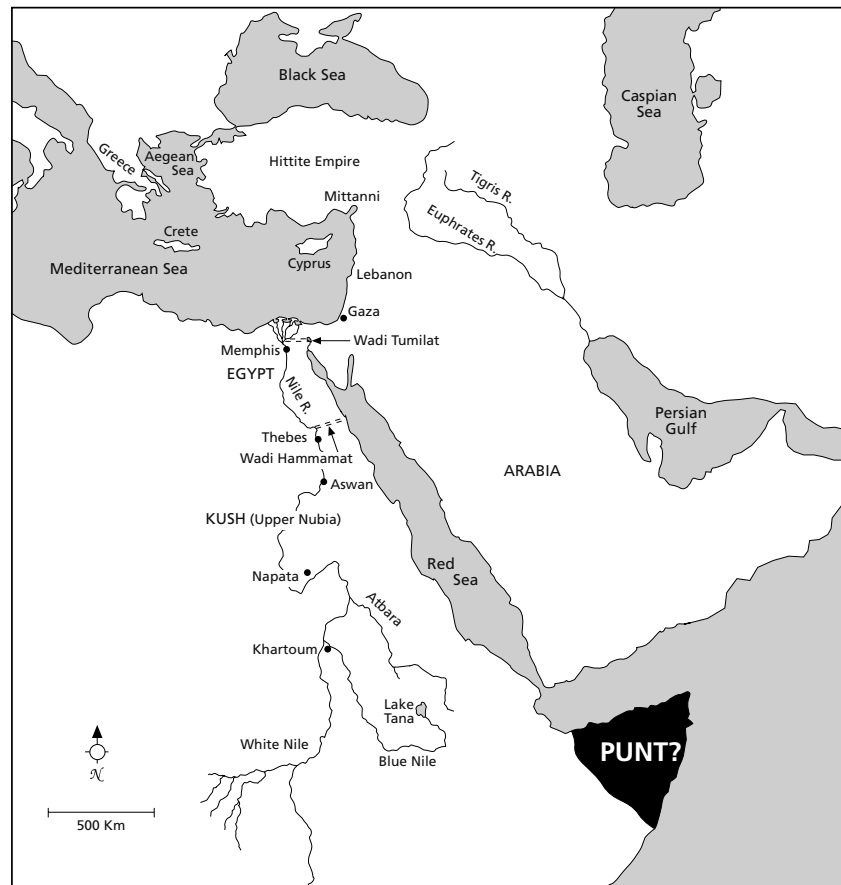 Black Sea
Caspian
Sea
Greece
Aegean
Sea
Hittite Empire
Tigris R.
Mittanni
Euphrates R.
Crete
Cyprus
Mediterranean Sea
Lebanon
Gaza
Wadi Tumilat
Memphis
EGYPT
Nile R.
Persian
Gulf
Thebes
Wadi Hammamat
ARABIA
Aswan
KUSH (Upper Nubia)
Red
Sea
Napata
Atbara
Khartoum
Lake
Tana
White Nile
PUNT?
Blue Nile
N
500 Km